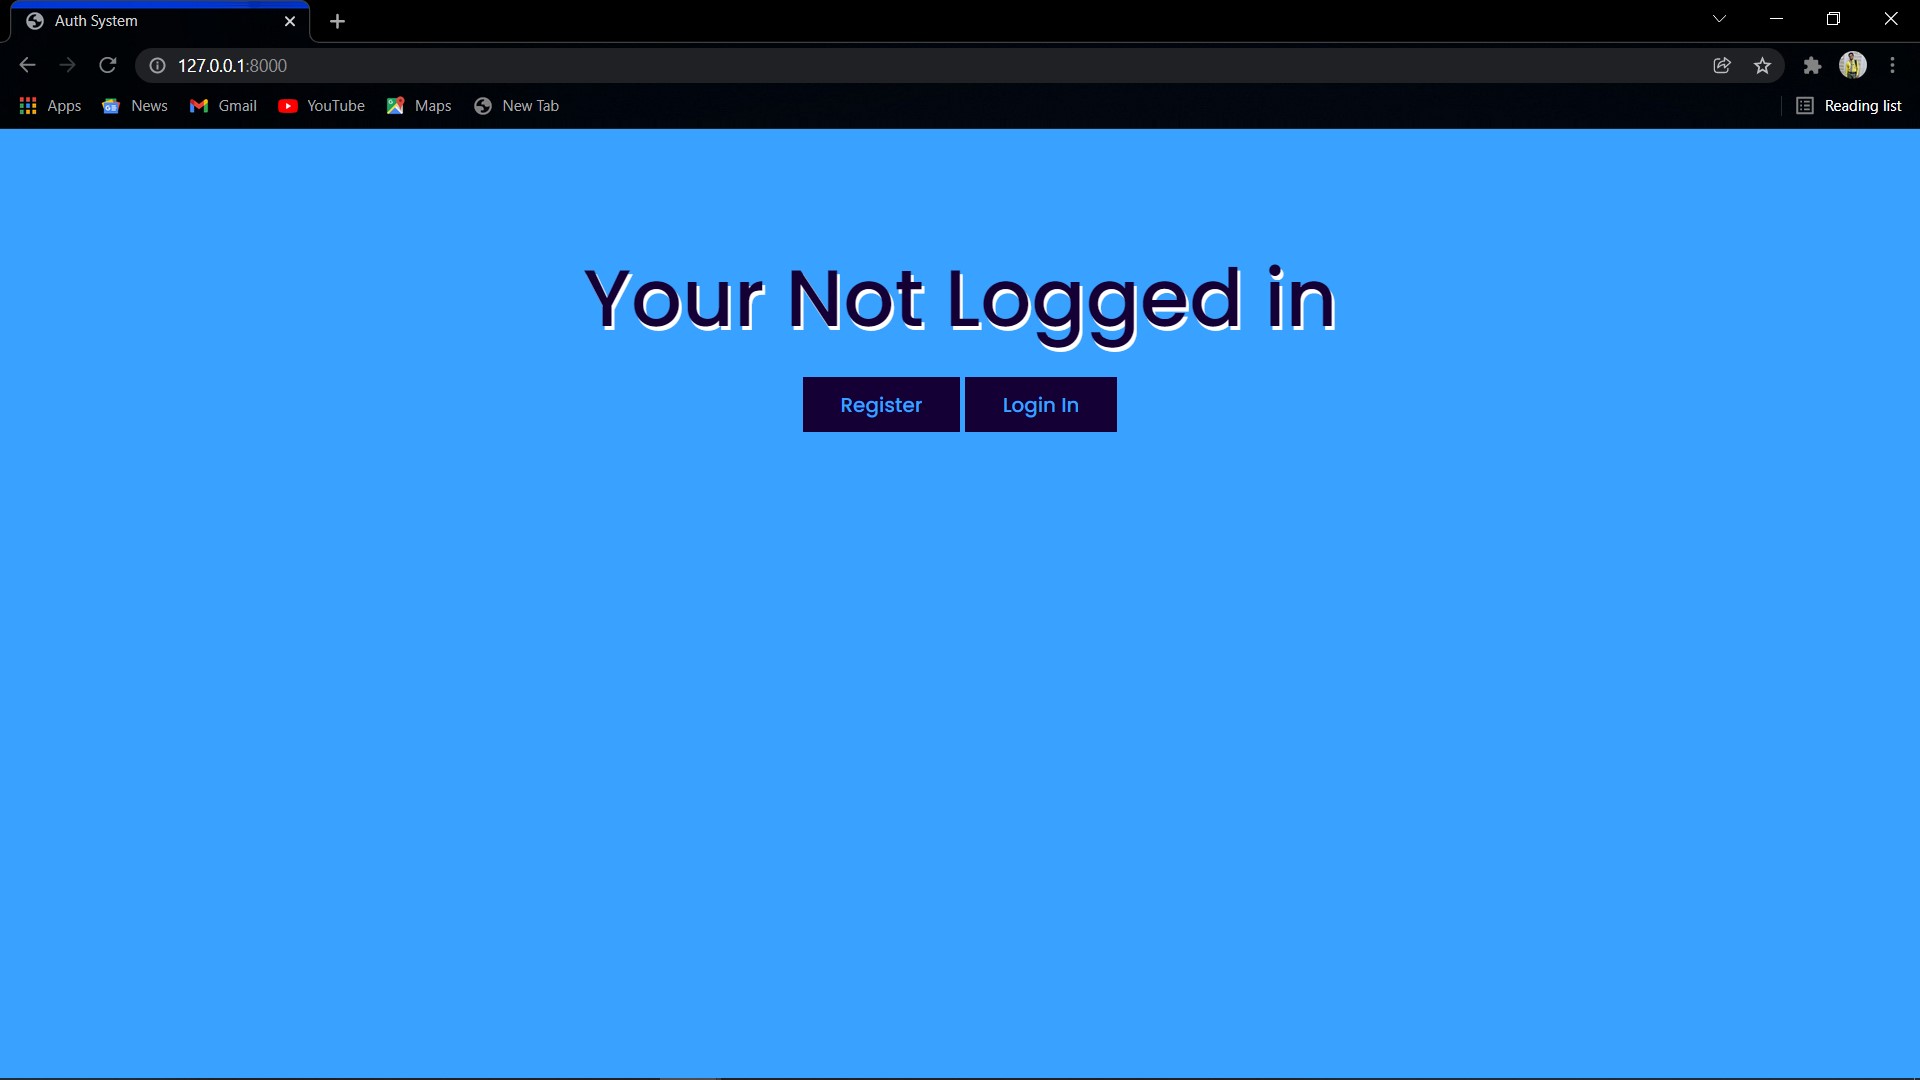 Auth System
127.0.0.1:8000
Apps News Gmail YouTube Maps New Tab Reading list
Your Not Logged in
Register Login In